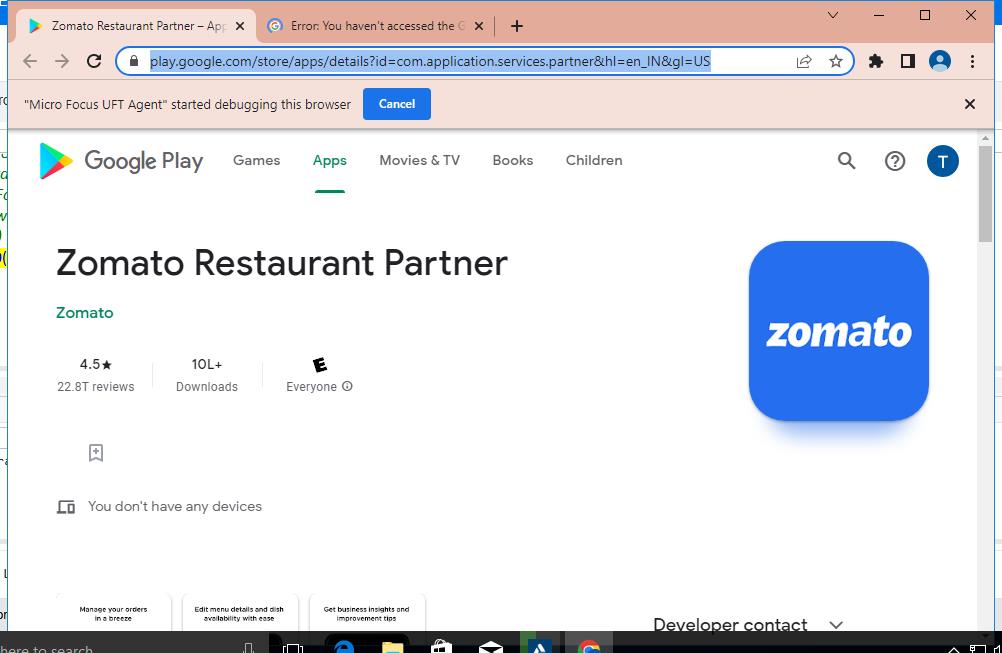 Zomato Restaurant Partner – App
Error: You haven't accessed the G
play.google.com/store/apps/details?id=com.application.services.partner&hl=en_IN&gl=US
"Micro Focus UFT Agent" started debugging this browser
Cancel
Google Play
Games
Apps
Movies & TV
Books
Children
T
Zomato Restaurant Partner
Zomato
zomato
4.5★
10L+
E
22.8T reviews
Downloads
Everyone
You don't have any devices
Manage your orders
in a breeze
Edit menu details and dish
availability with ease
Get business insights and
improvement tips
Developer contact
here to search